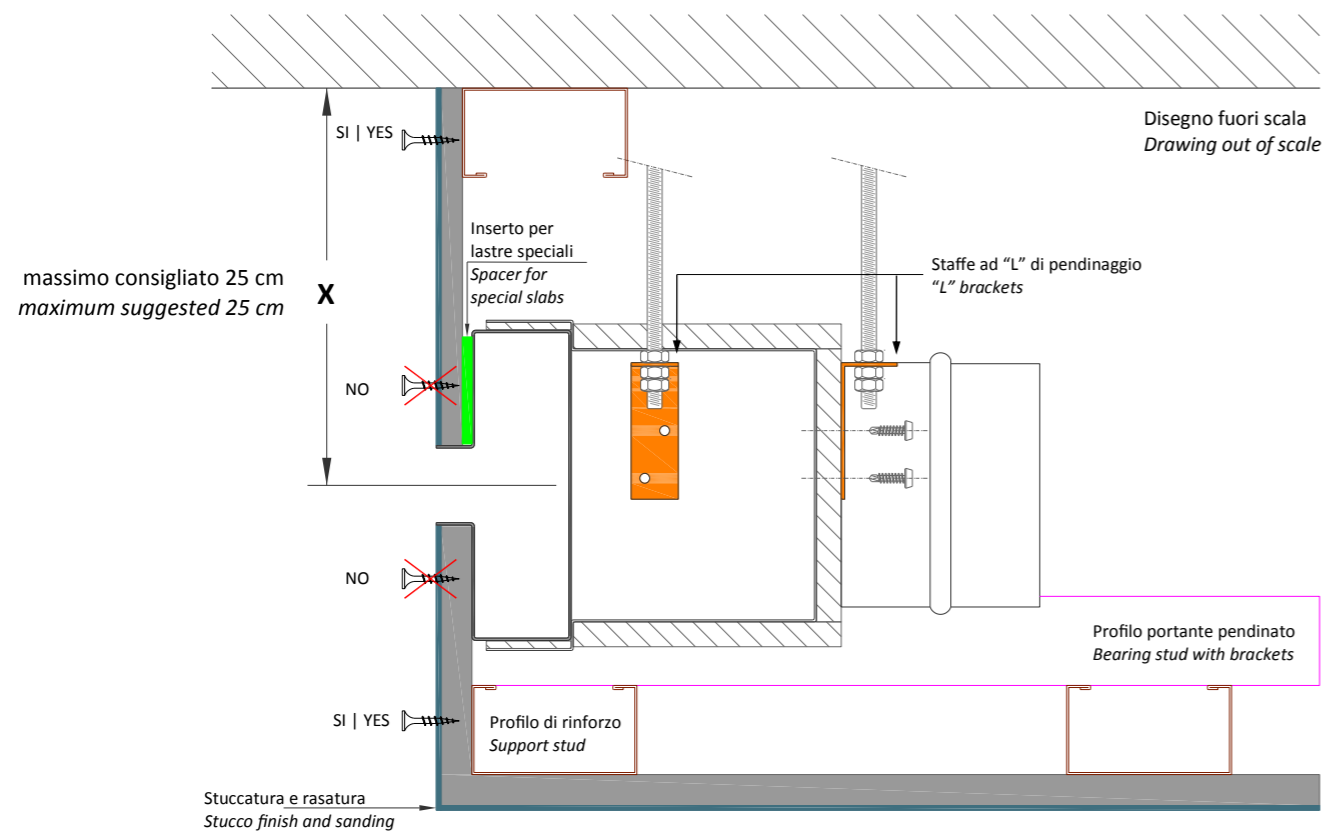 Disegno fuori scala
Drawing out of scale
SI | YES
Inserto per
lastre speciali
Spacer for
special slabs
Staffe ad “L” di pendinaggio
“L” brackets
massimo consigliato 25 cm
maximum suggested 25 cm
X
NO
NO
Profilo portante pendinato
Bearing stud with brackets
SI | YES
Profilo di rinforzo
Support stud
Stuccatura e rasatura
Stucco finish and sanding